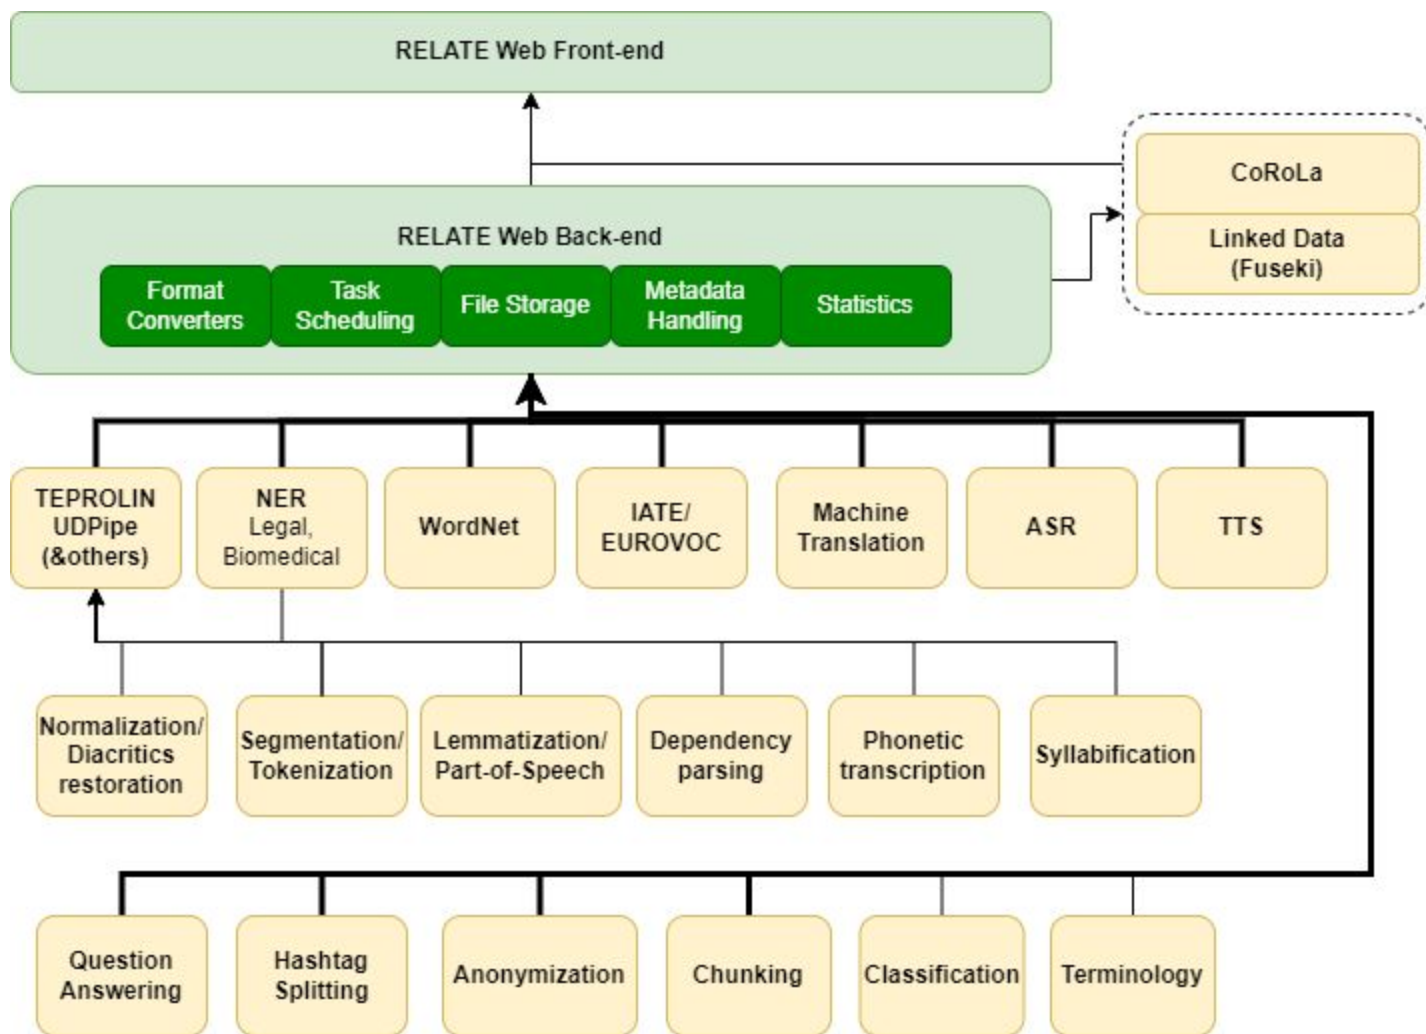 RELATE Web Front-end
CoRoLa
Linked Data
(Fuseki)
RELATE Web Back-end
Format
Converters
Task
Scheduling
File Storage
Metadata
Handling
Statistics
TEPROLIN
UDPipe
(&others)
NER
Legal,
Biomedical
WordNet
IATE/
EUROVOC
Machine
Translation
ASR
TTS
Normalization/
Diacritics
restoration
Segmentation/
Tokenization
Lemmatization/
Part-of-Speech
Dependency
parsing
Phonetic
transcription
Syllabification
Question
Answering
Hashtag
Splitting
Anonymization
Chunking
Classification
Terminology